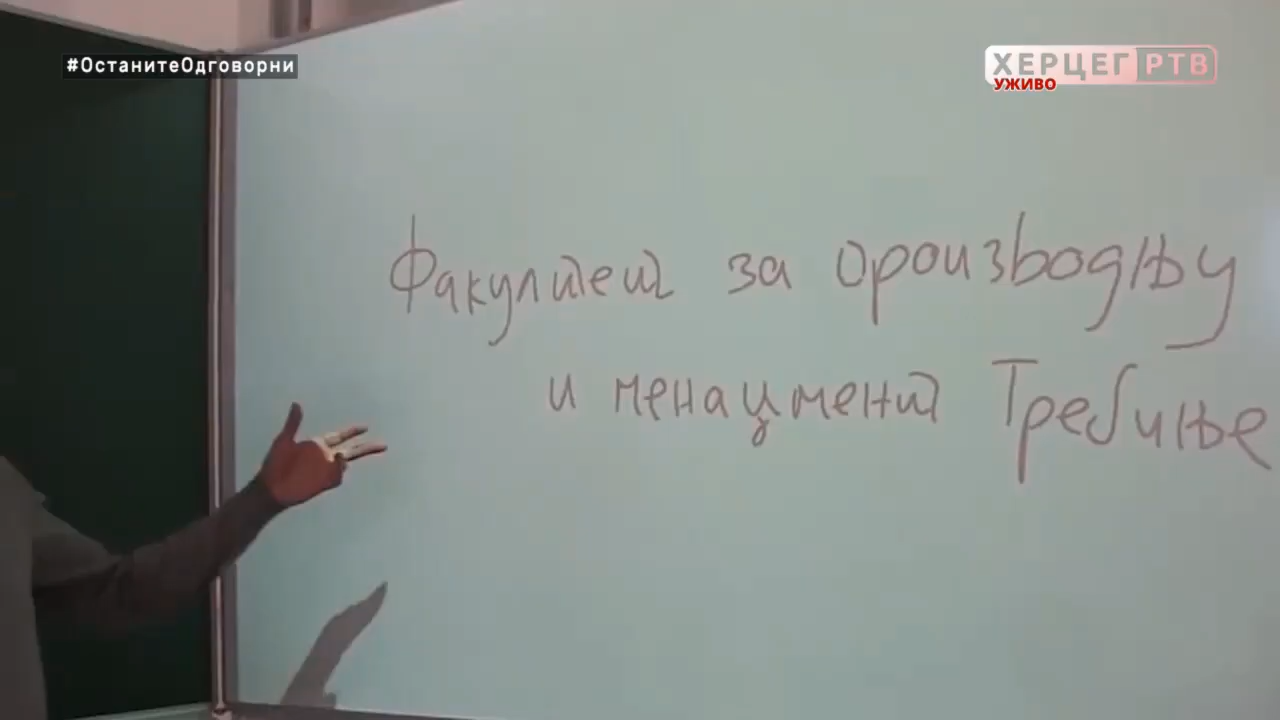 #ОстанитеОдговорни
ХЕРЦЕГ РТВ
УЖИВО
Факултет за производњу
и менаџмент Требиње